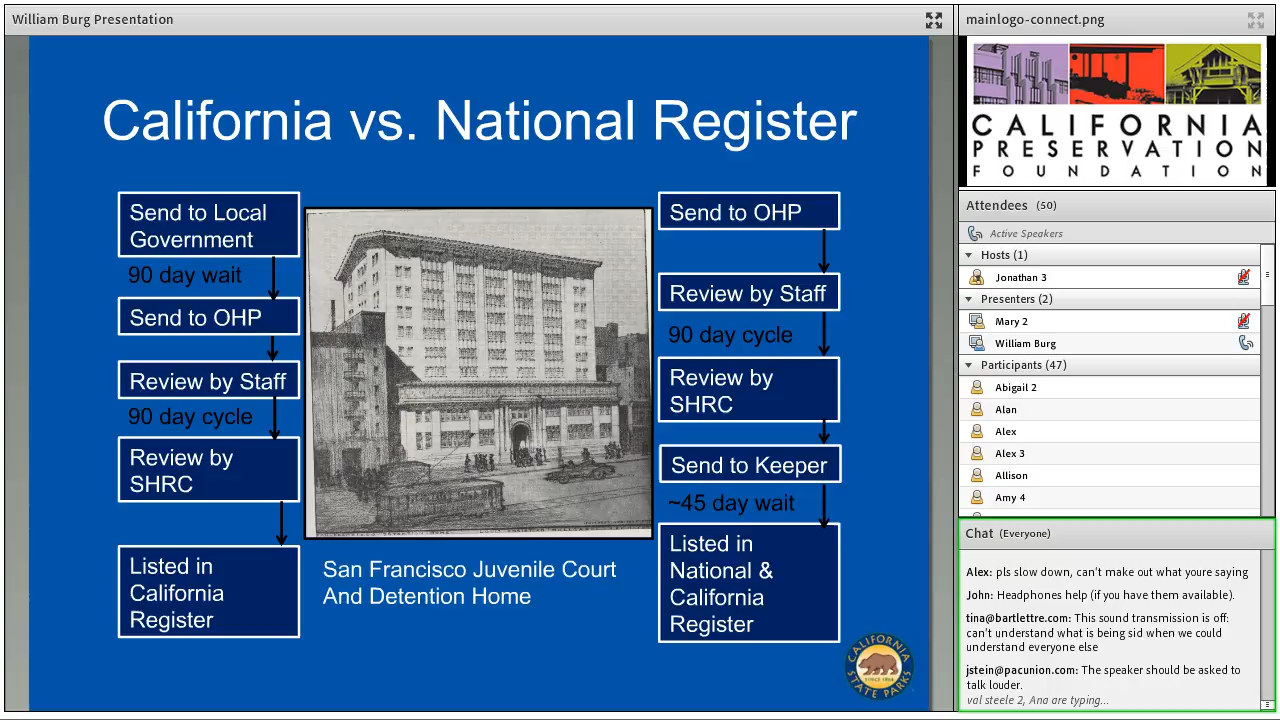 William Burg Presentation
California vs. National Register
Send to Local
Government
90 day wait
Send to OHP
Review by Staff
90 day cycle
Review by
SHRC
Listed in
California
Register
San Francisco Juvenile Court
And Detention Home
Send to OHP
Review by Staff
90 day cycle
Review by
SHRC
Send to Keeper
~45 day wait
Listed in
National &
California
Register
CALIFORNIA
STATE PARKS
SINCE 1864
mainlogo-connect.png
CALIFORNIA
PRESERVATION
FOUNDATION
Attendees (50)
Active Speakers
Hosts (1)
Jonathan 3
Presenters (2)
Mary 2
William Burg
Participants (47)
Abigail 2
Alan
Alex
Alex 3
Allison
Amy 4
Chat (Everyone)
Alex: pls slow down, can't make out what youre saying
John: Headphones help (if you have them available).
tina@bartlettre.com: This sound transmission is off:
can't understand what is being sid when we could
understand everyone else
jstein@pacunion.com: The speaker should be asked to
talk louder.
val steele 2, Ana are typing...